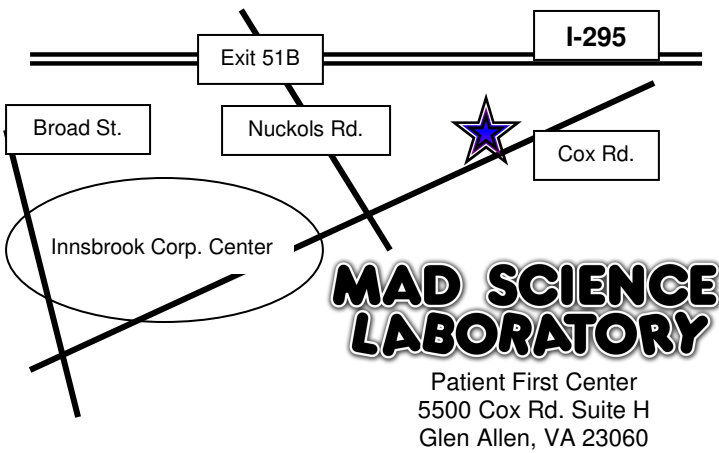 I-295
Exit 51B
Broad St.
Nuckols Rd.
Cox Rd.
Innsbrook Corp. Center
MAD SCIENCE
LABORATORY
Patient First Center
5500 Cox Rd. Suite H
Glen Allen, VA 23060